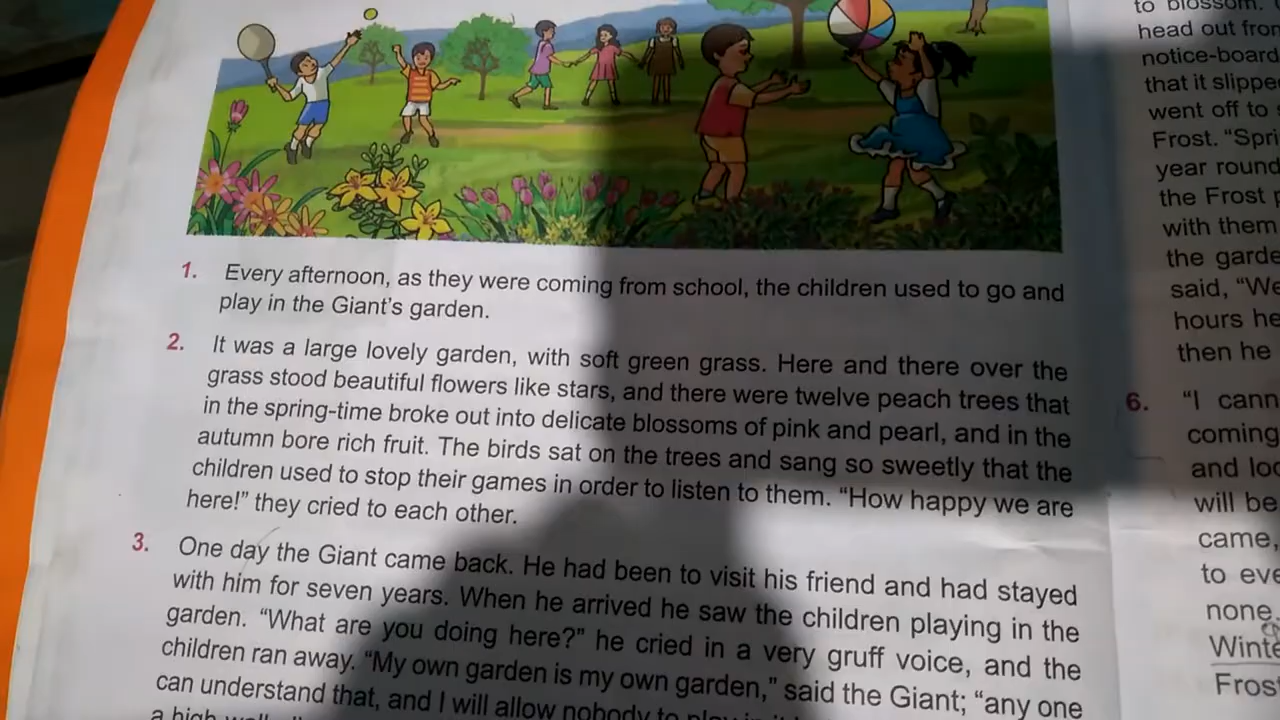 1. Every afternoon, as they were coming from school, the children used to go and
play in the Giant's garden.
2. It was a large lovely garden, with soft green grass. Here and there over the
grass stood beautiful flowers like stars, and there were twelve peach trees that
in the spring-time broke out into delicate blossoms of pink and pearl, and in the
autumn bore rich fruit. The birds sat on the trees and sang so sweetly that the
children used to stop their games in order to listen to them. “How happy we are
here!” they cried to each other.
3. One day the Giant came back. He had been to visit his friend and had stayed
with him for seven years. When he arrived he saw the children playing in the
garden. “What are you doing here?” he cried in a very gruff voice, and the
children ran away. “My own garden is my own garden,” said the Giant; “any one
can understand that, and I will allow nobody to play in it
a high wall
to blossom.
head out from
notice-board
that it slippe
went off to
Frost. “Spri
year round
the Frost p
with them
the garde
said, “We
hours he
then he
6. “I cann
coming
and loo
will be
came,
to eve
none.
Winte
Frost